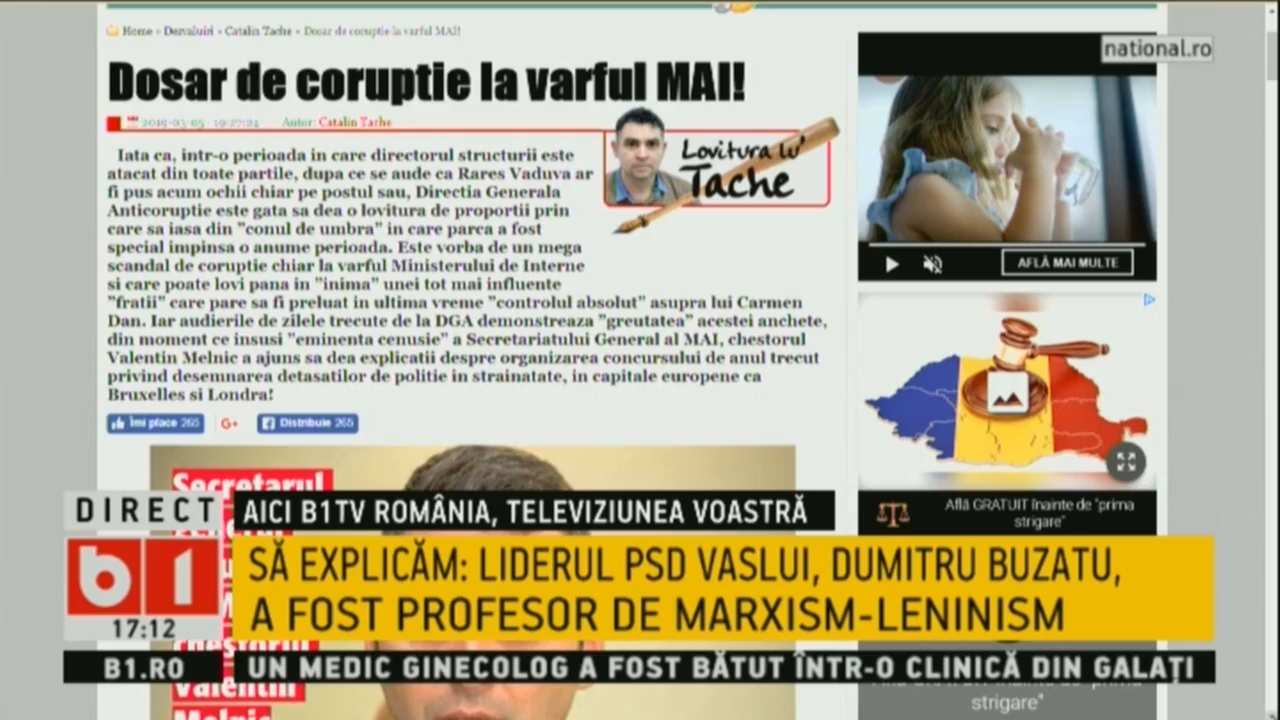 Home » Dezvaluiri » Catalin Tache » Dosar de coruptie la varful MAI!
national.ro
Dosar de coruptie la varful MAI!
2019-03-05 - 19:27:24 Autor: Catalin Tache
Lovitura lu'
Tache
Iata ca, intr-o perioada in care directorul structurii este
atacat din toate partile, dupa ce se aude ca Rares Vaduva ar
fi pus acum ochii chiar pe postul sau, Directia Generala
Anticoruptie este gata sa dea o lovitura de proportii prin
care sa iasa din "conul de umbra" in care parca a fost
special impinsa o anume perioada. Este vorba de un mega
scandal de coruptie chiar la varful Ministerului de Interne
si care poate lovi pana in "inima" unei tot mai influente
"fratii" care pare sa fi preluat in ultima vreme "controlul absolut" asupra lui Carmen
Dan. Iar audierile de zilele trecute de la DGA demonstreaza "greutatea" acestei anchete,
din moment ce insusi "eminenta cenusie" a Secretariatului General al MAI, chestorul
Valentin Melnic a ajuns sa dea explicatii despre organizarea concursului de anul trecut
privind desemnarea detasatilor de politie in strainatate, in capitale europene ca
Bruxelles si Londra!
Îmi place 265
G+
Distribuie 265
AFLĂ MAI MULTE
Află GRATUIT înainte de "prima
strigare"
Secretarul
DIRECT
AICI B1TV ROMÂNIA, TELEVIZIUNEA VOASTRĂ
b1
SĂ EXPLICĂM: LIDERUL PSD VASLUI, DUMITRU BUZATU,
A FOST PROFESOR DE MARXISM-LENINISM
17:12
B1.RO
UN MEDIC GINECOLOG A FOST BĂTUT ÎNTR-O CLINICĂ DIN GALAȚI
Valentin
Melnic
strigare"